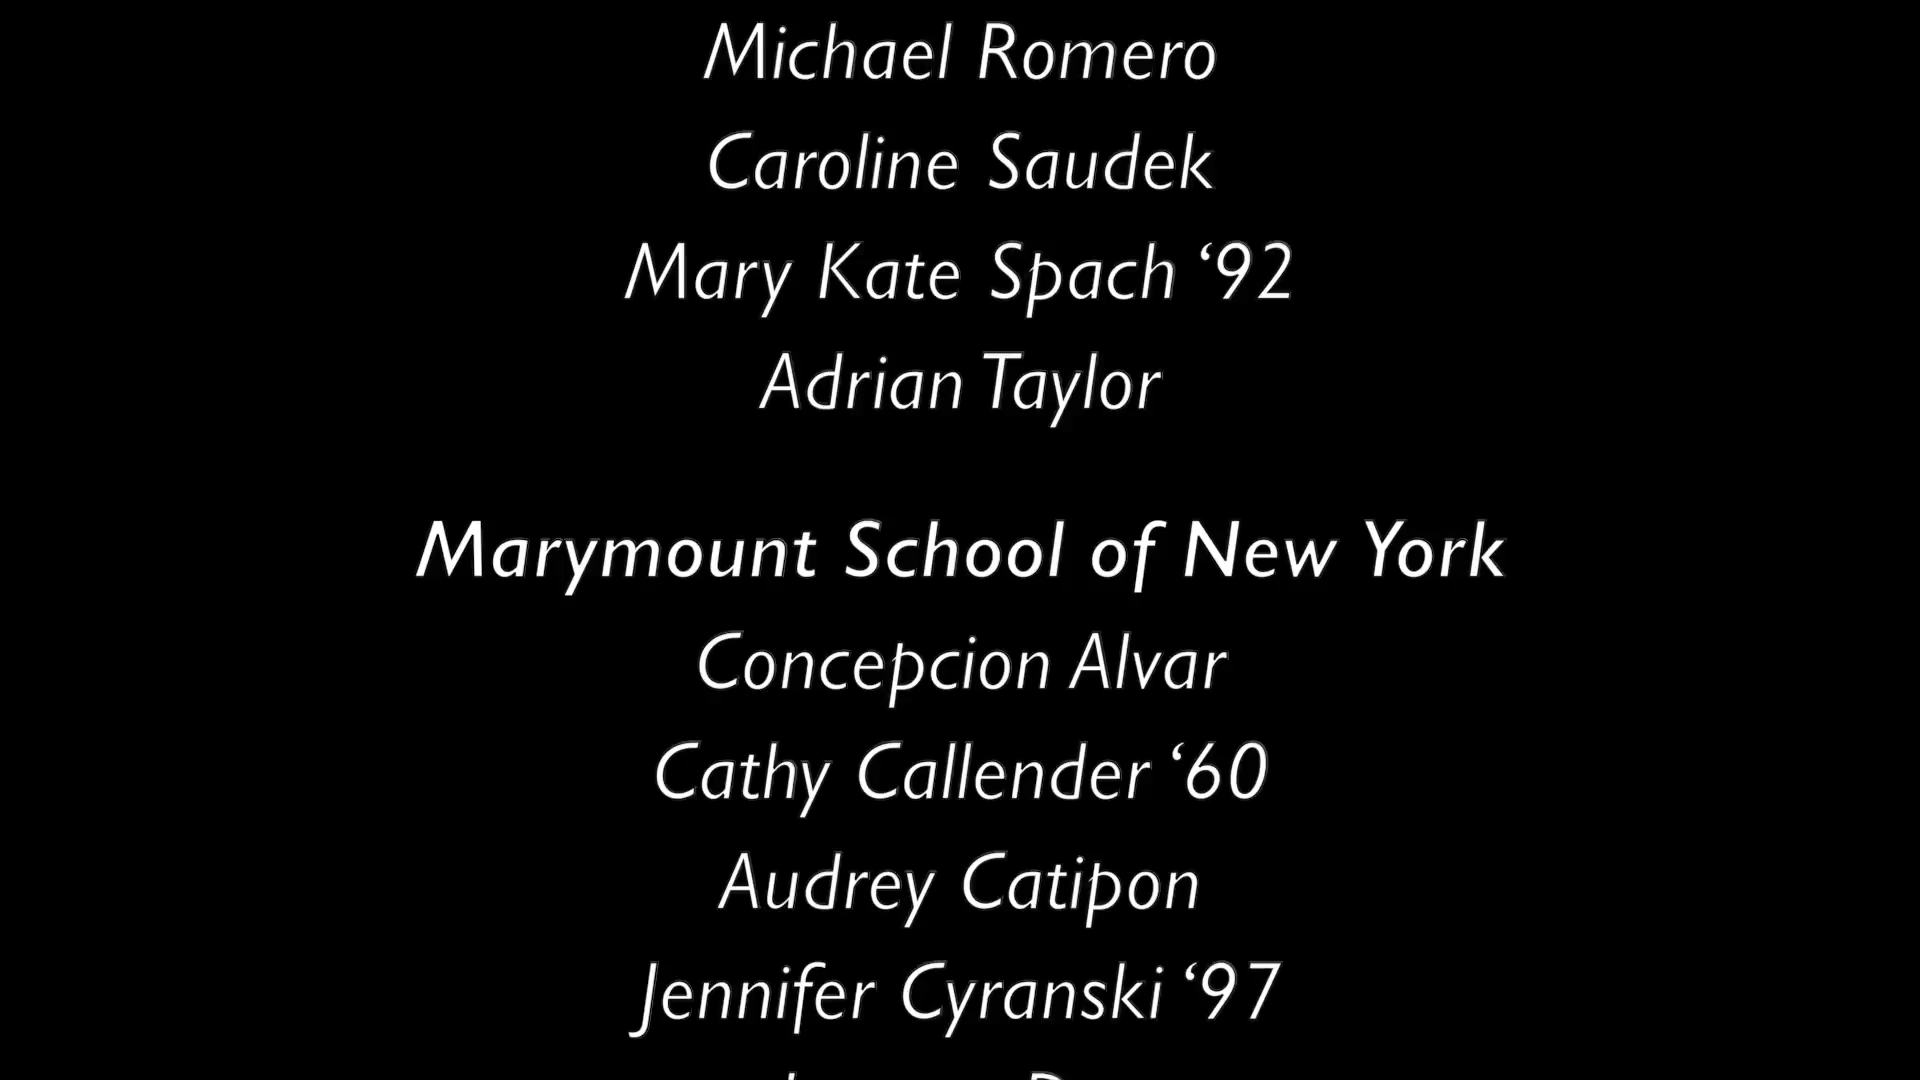 Michael Romero
Caroline Saudek
Mary Kate Spach ‘92
Adrian Taylor
Marymount School of New York
Concepcion Alvar
Cathy Callender ‘60
Audrey Catipon
Jennifer Cyranski ‘97